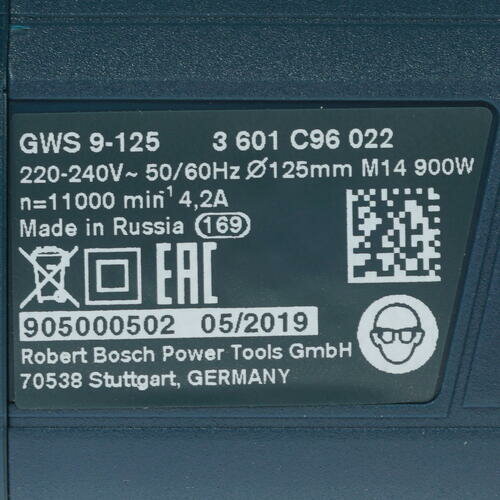 GWS 9-125 3 601 C96 022
220-240V~ 50/60Hz Ø125mm M14 900W
n=11000 min⁻¹ 4,2A
Made in Russia (169)
EAC
905000502 05/2019
Robert Bosch Power Tools GmbH
70538 Stuttgart, GERMANY